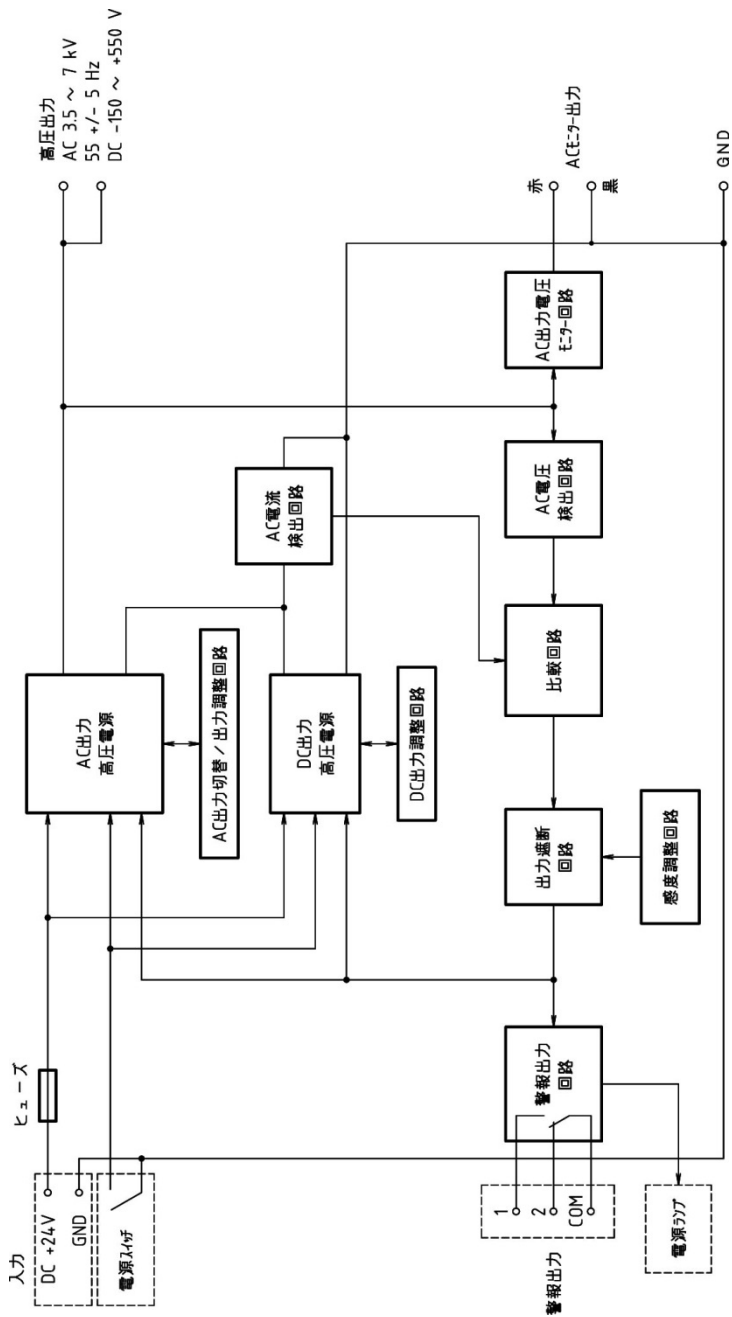 入力
DC +24V
GND
電源スイッチ
ヒューズ
AC出力
高圧電源
AC出力切替/出力調整回路
DC出力
高圧電源
DC出力調整回路
AC電流
検出回路
高圧出力
AC 3.5 ～ 7 kV
55 +/- 5 Hz
DC -150 ～ +550 V
警報出力
1
2
COM
警報出力
回路
電源ランプ
出力遮断
回路
感度調整回路
比較回路
AC電圧
検出回路
AC出力電圧
モニター回路
赤
ACモニター出力
黒
GND